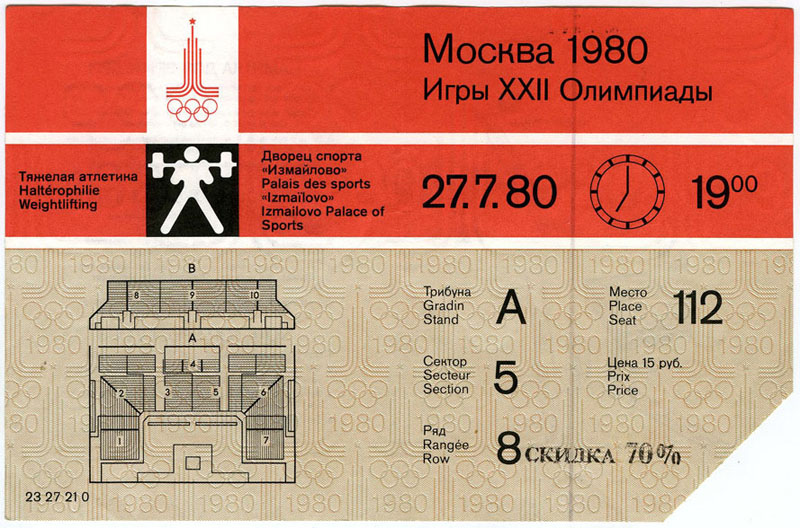 Москва 1980
Игры XXII Олимпиады
Тяжелая атлетика
Haltérophilie
Weightlifting
Дворец спорта
«Измайлово»
Palais des sports
«Izmaïlovo»
Izmailovo Palace of
Sports
27.7.80
19⁰⁰
B
8 9 10
A
4
2 3 5 6
1 7
23 27 21 0
Трибуна
Gradin
Stand
A
Место
Place
Seat
112
Сектор
Secteur
Section
5
Цена 15 руб.
Prix
Price
Ряд
Rangée
Row
8
СКИДКА 70%